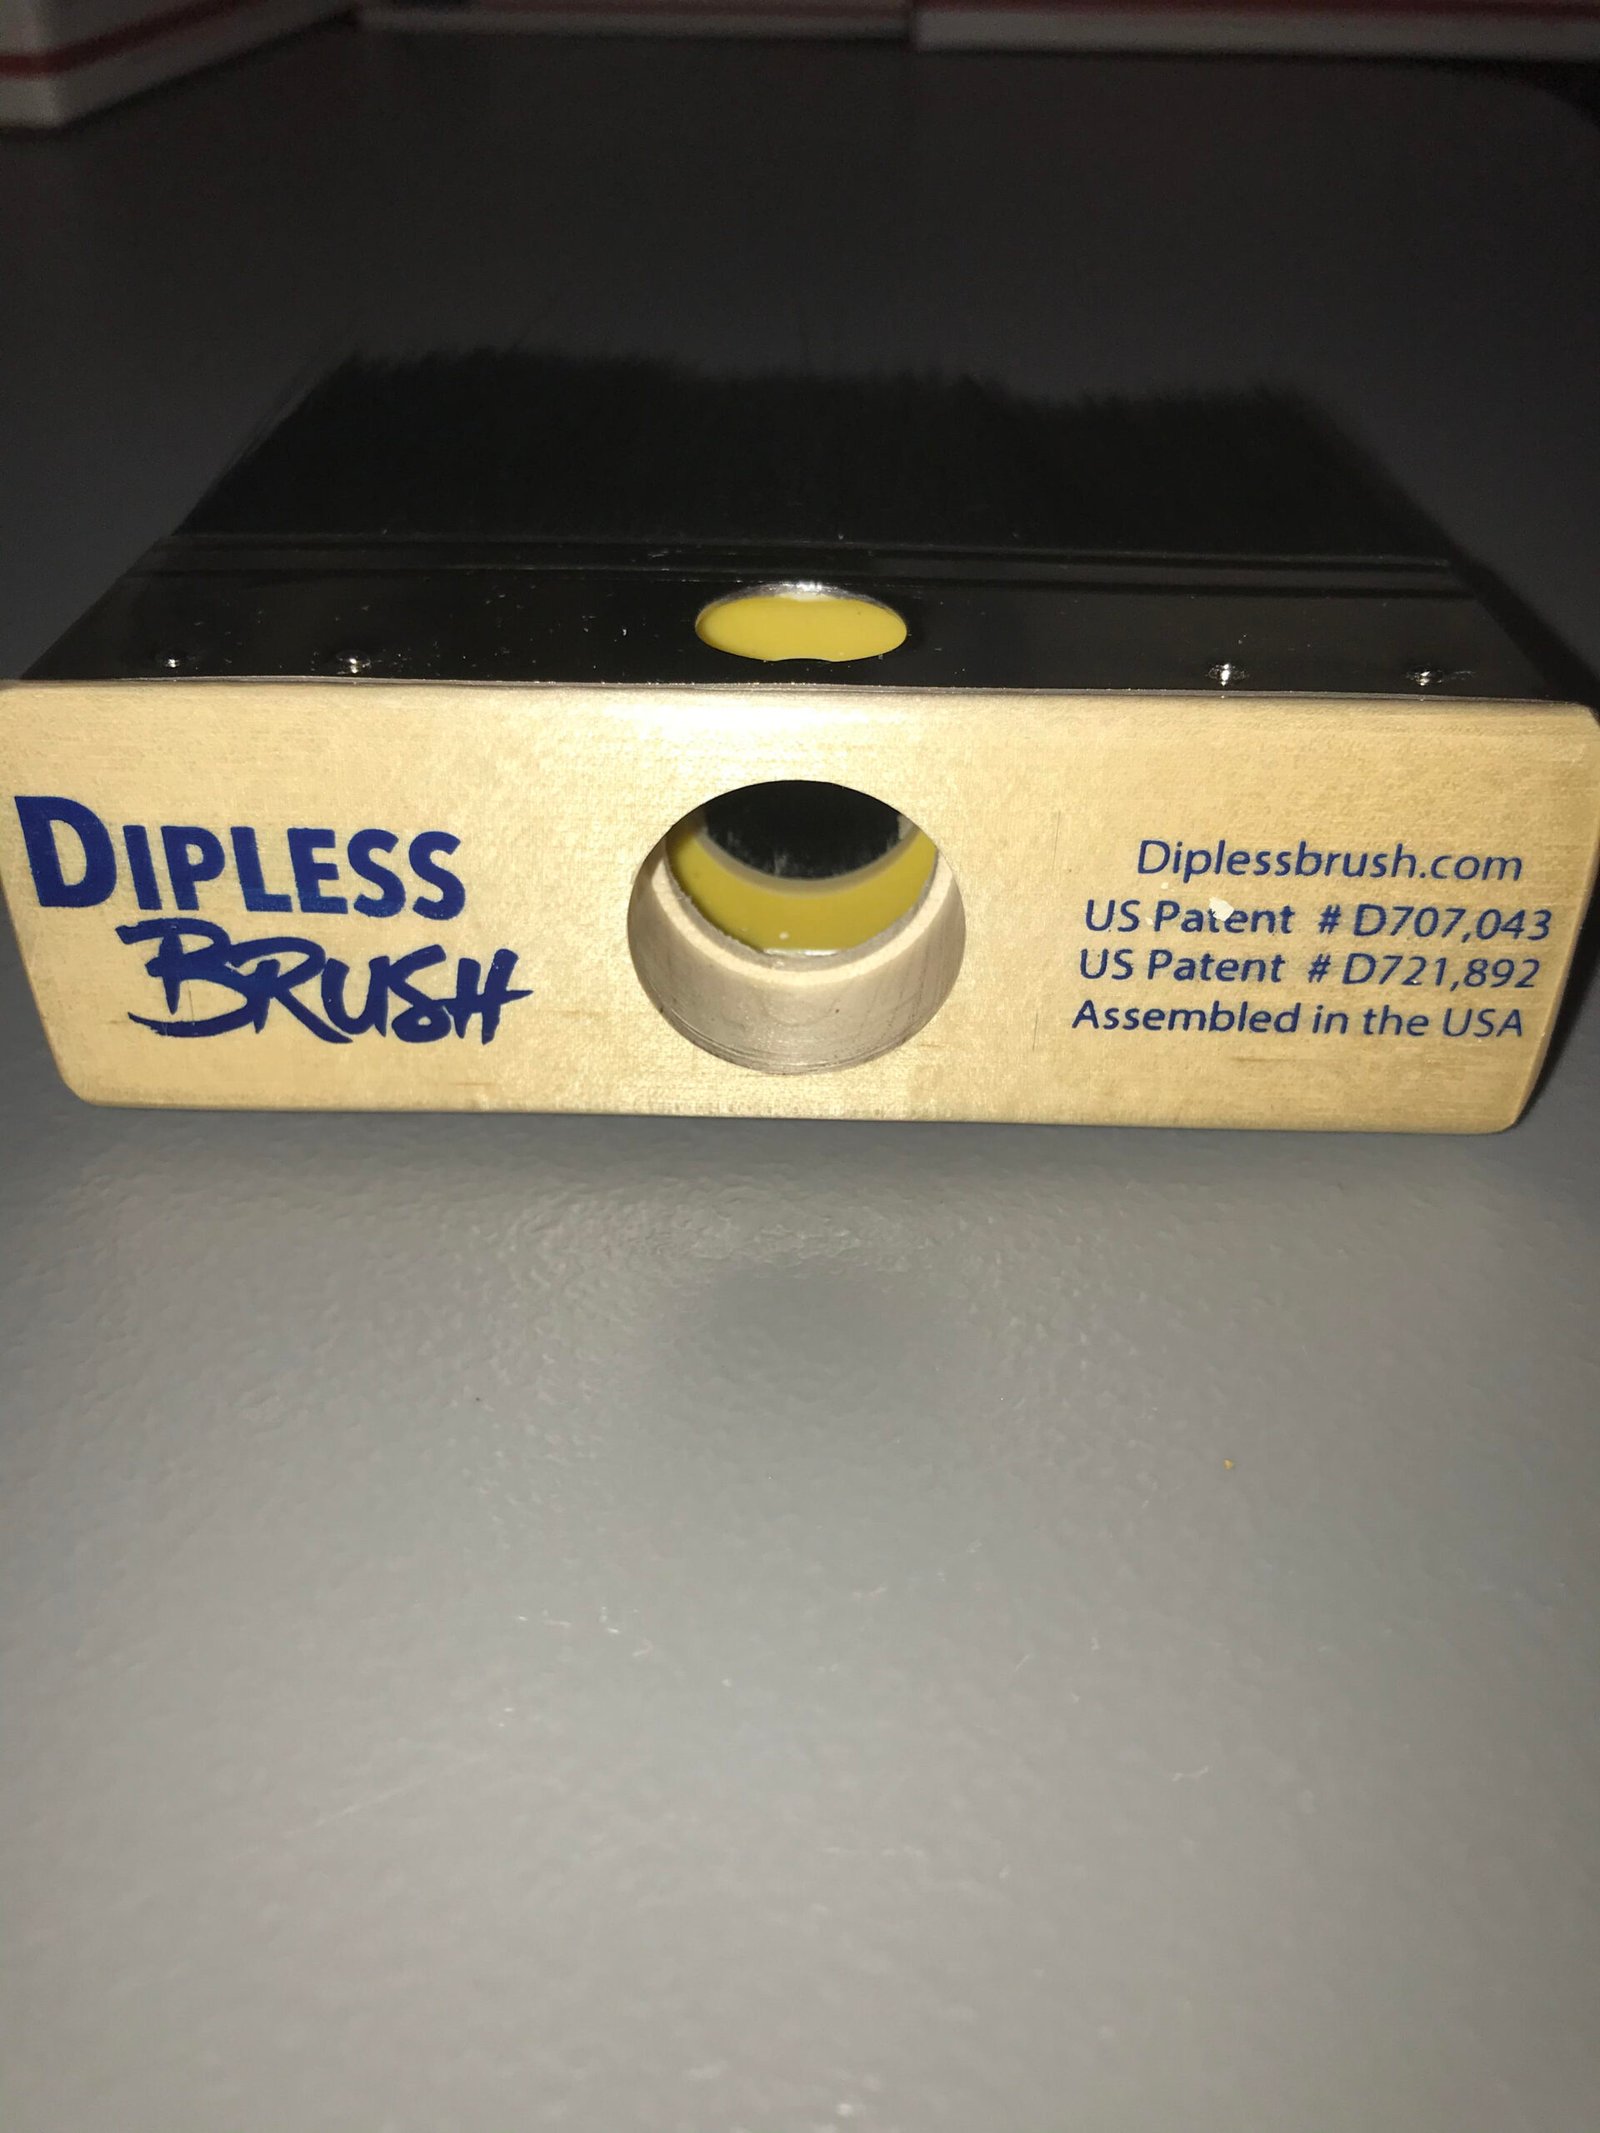 DIPLESS
BRUSH
Diplessbrush.com
US Patent # D707,043
US Patent # D721,892
Assembled in the USA